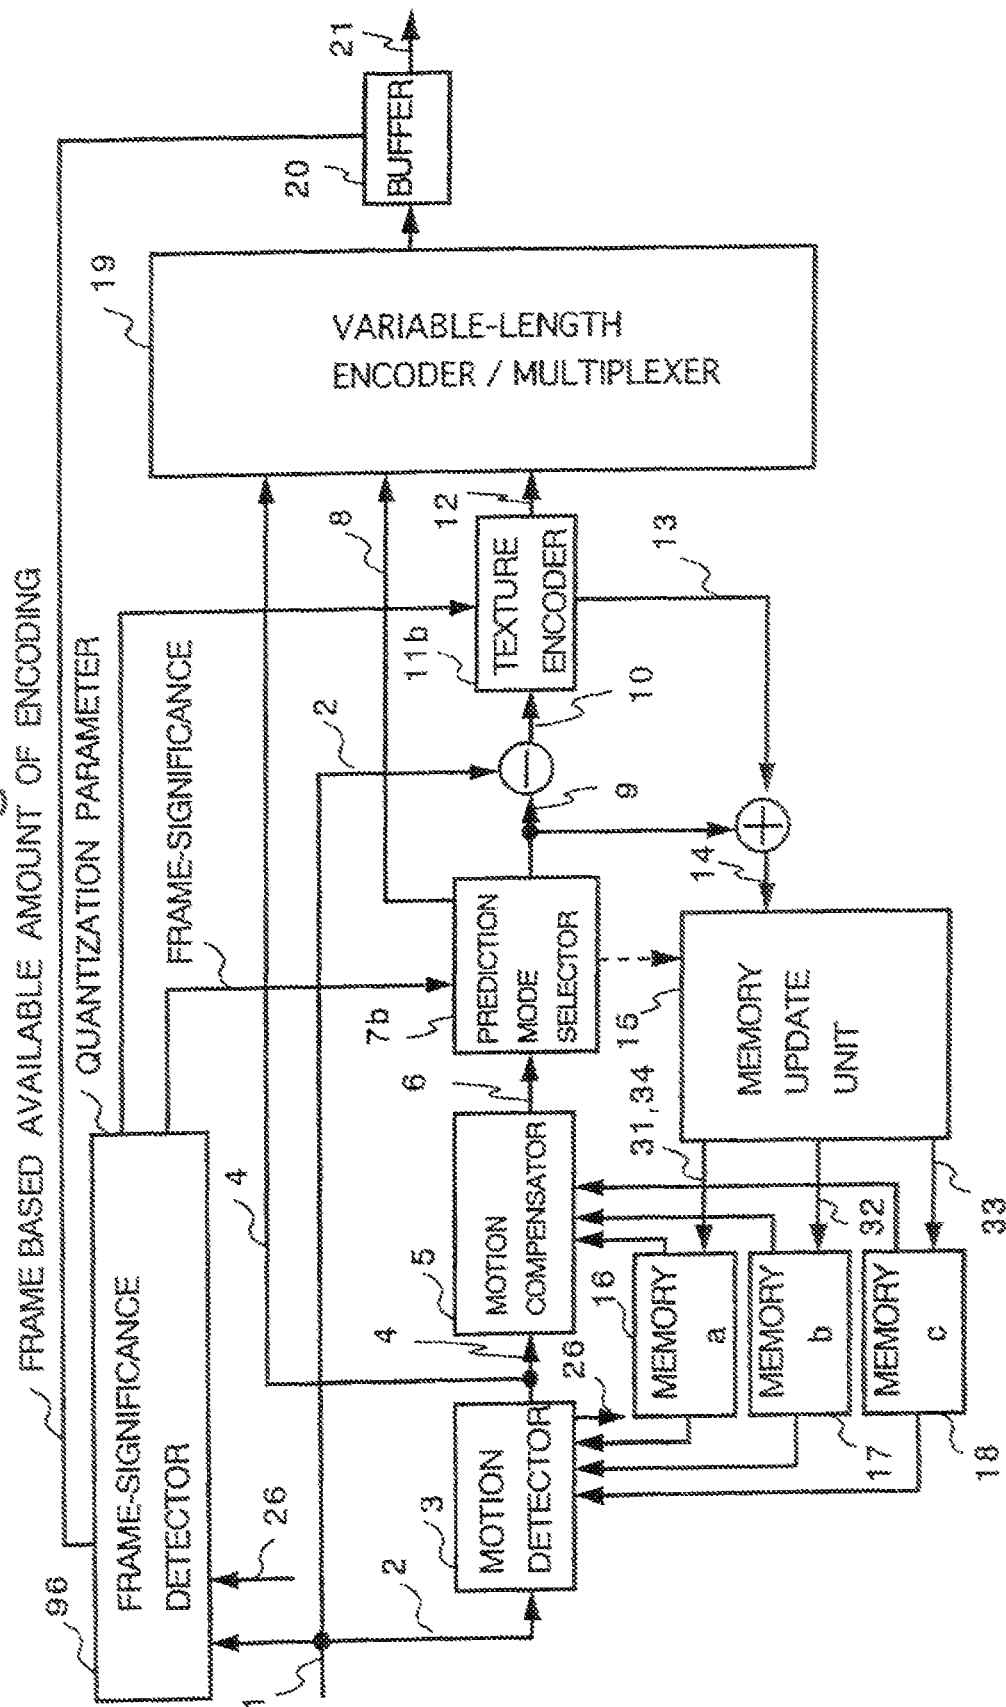 FRAME BASED AVAILABLE AMOUNT OF ENCODING
QUANTIZATION PARAMETER
FRAME-SIGNIFICANCE
96
FRAME-SIGNIFICANCE
DETECTOR
26
1
2
4
2
8
19
VARIABLE-LENGTH
ENCODER / MULTIPLEXER
20
BUFFER
21
3
MOTION
DETECTOR
4
26
5
MOTION
COMPENSATOR
6
7b
PREDICTION
MODE
SELECTOR
9
10
11b
TEXTURE
ENCODER
12
13
14
15
MEMORY
UPDATE
UNIT
31,34
32
33
16
MEMORY
a
MEMORY
b
17
MEMORY
c
18